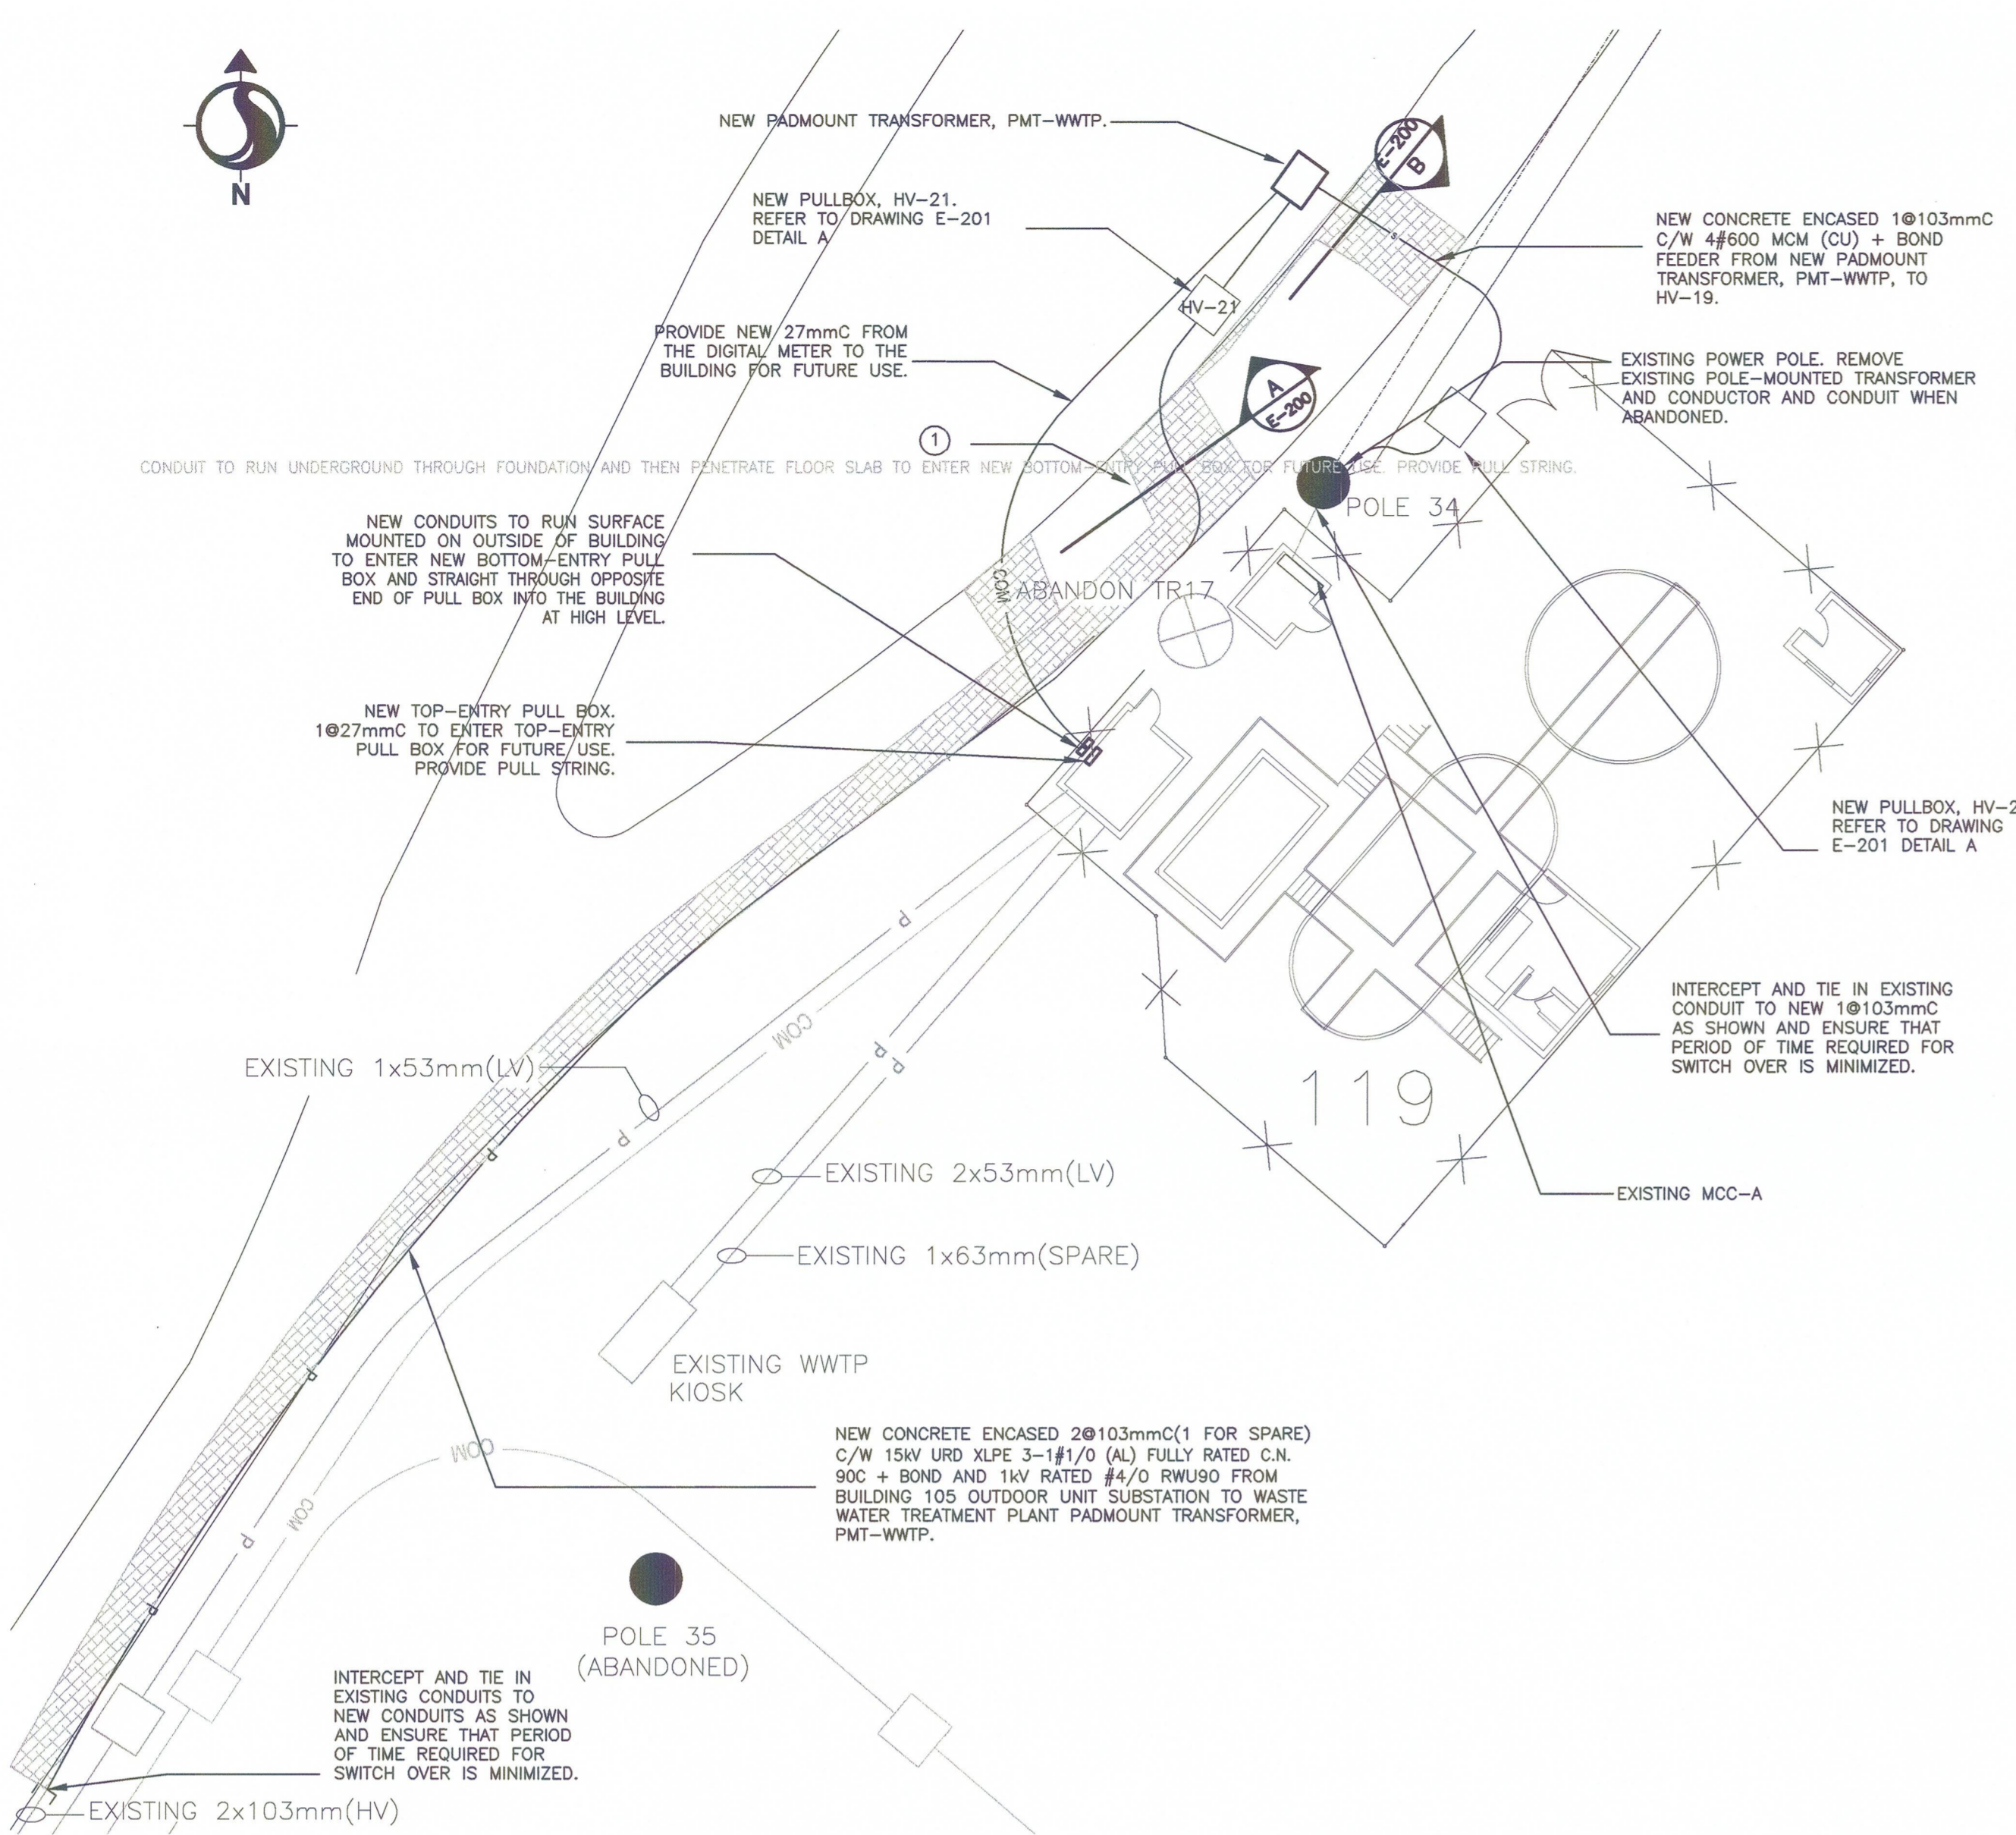 N
NEW PADMOUNT TRANSFORMER, PMT-WWTP.
E-200
B
NEW PULLBOX, HV-21.
REFER TO DRAWING E-201
DETAIL A
NEW CONCRETE ENCASED 1@103mmC
C/W 4#600 MCM (CU) + BOND
FEEDER FROM NEW PADMOUNT
TRANSFORMER, PMT-WWTP, TO
HV-19.
S
HV-21
PROVIDE NEW 27mmC FROM
THE DIGITAL METER TO THE
BUILDING FOR FUTURE USE.
EXISTING POWER POLE. REMOVE
EXISTING POLE-MOUNTED TRANSFORMER
AND CONDUCTOR AND CONDUIT WHEN
ABANDONED.
A
E-200
1
CONDUIT TO RUN UNDERGROUND THROUGH FOUNDATION AND THEN PENETRATE FLOOR SLAB TO ENTER NEW BOTTOM-ENTRY PULL BOX FOR FUTURE USE. PROVIDE PULL STRING.
POLE 34
NEW CONDUITS TO RUN SURFACE
MOUNTED ON OUTSIDE OF BUILDING
TO ENTER NEW BOTTOM-ENTRY PULL
BOX AND STRAIGHT THROUGH OPPOSITE
END OF PULL BOX INTO THE BUILDING
AT HIGH LEVEL.
COM
ABANDON TR17
NEW TOP-ENTRY PULL BOX.
1@27mmC TO ENTER TOP-ENTRY
PULL BOX FOR FUTURE USE.
PROVIDE PULL STRING.
NEW PULLBOX, HV-2
REFER TO DRAWING
E-201 DETAIL A
P
COM
P
P
INTERCEPT AND TIE IN EXISTING
CONDUIT TO NEW 1@103mmC
AS SHOWN AND ENSURE THAT
PERIOD OF TIME REQUIRED FOR
SWITCH OVER IS MINIMIZED.
EXISTING 1x53mm(LV)
119
P
P
EXISTING 2x53mm(LV)
EXISTING MCC-A
EXISTING 1x63mm(SPARE)
EXISTING WWTP
KIOSK
P
NEW CONCRETE ENCASED 2@103mmC(1 FOR SPARE)
C/W 15kV URD XLPE 3-1#1/0 (AL) FULLY RATED C.N.
90C + BOND AND 1kV RATED #4/0 RWU90 FROM
BUILDING 105 OUTDOOR UNIT SUBSTATION TO WASTE
WATER TREATMENT PLANT PADMOUNT TRANSFORMER,
PMT-WWTP.
COM
COM
P
P
POLE 35
(ABANDONED)
INTERCEPT AND TIE IN
EXISTING CONDUITS TO
NEW CONDUITS AS SHOWN
AND ENSURE THAT PERIOD
OF TIME REQUIRED FOR
SWITCH OVER IS MINIMIZED.
EXISTING 2x103mm(HV)